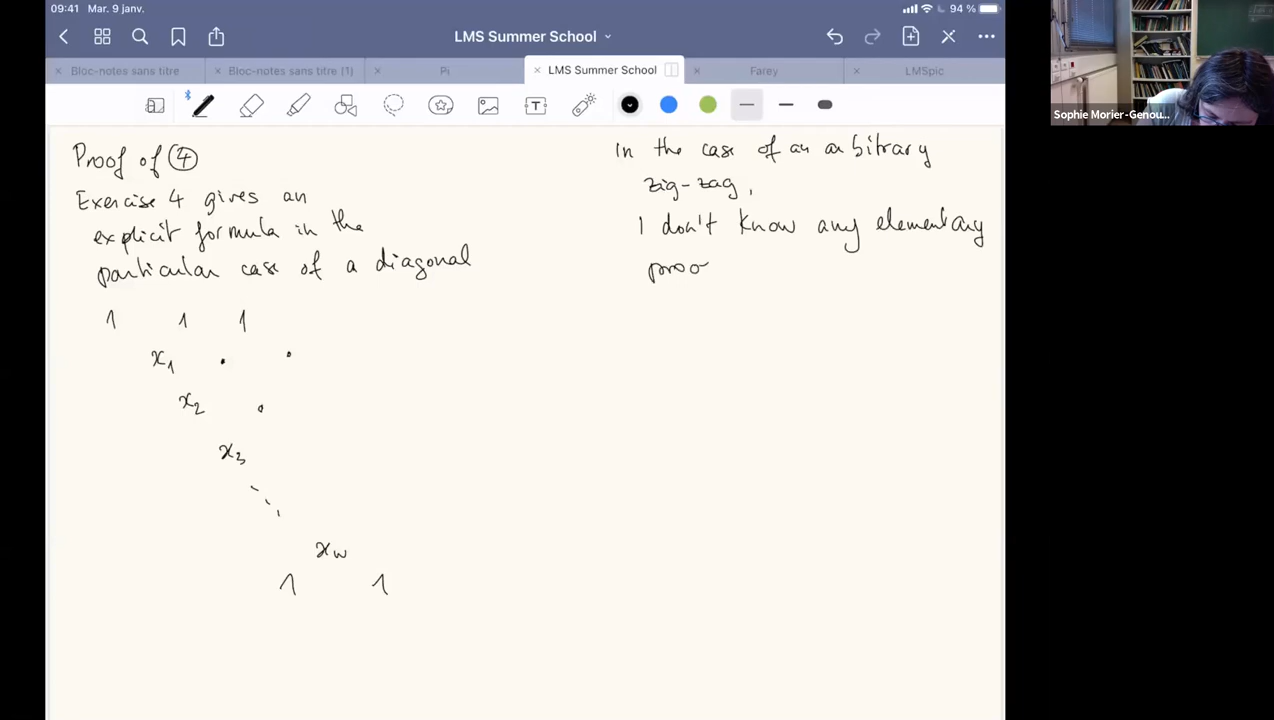 09:41 Mar. 9 janv.
94 %
LMS Summer School
Bloc-notes sans titre
Bloc-notes sans titre (1)
Pi
LMS Summer School
Farey
LMSpic
Sophie Morier-Genou...
Proof of ④
Exercise 4 gives an
explicit formula in the
particular case of a diagonal
1 1 1
x₁ . .
x₂ .
x₃
x_w
1 1
In the case of an arbitrary
zig-zag,
I don't know any elementary
proo